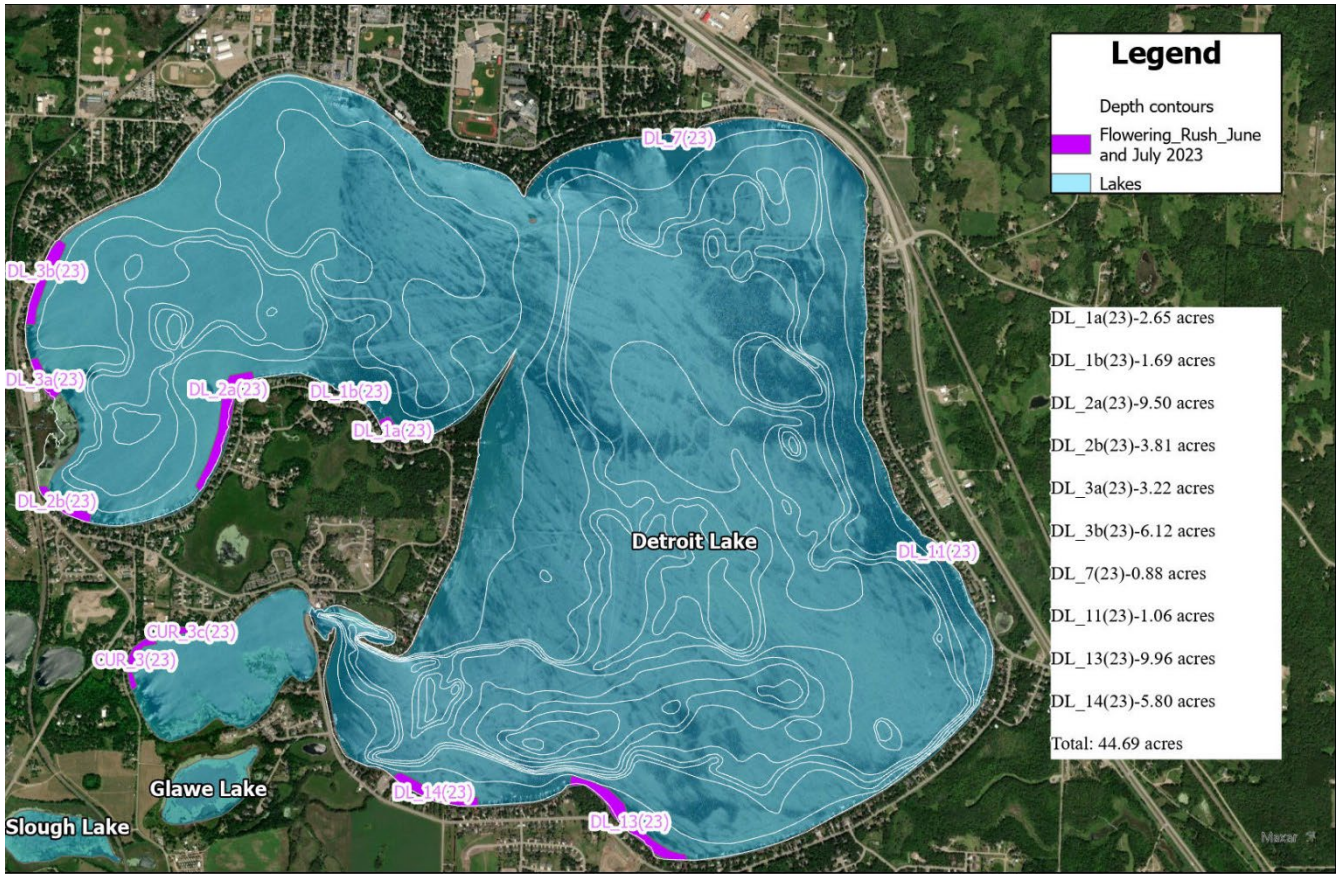 Legend
Depth contours
Flowering_Rush_June
and July 2023
Lakes
DL_7(23)
DL_3b(23)
DL_3a(23)
DL_2a(23)
DL_1b(23)
DL_1a(23)
DL_2b(23)
Detroit Lake
DL_11(23)
CUR_3c(23)
CUR_3(23)
Glawe Lake
DL_14(23)
DL_13(23)
Slough Lake
DL_1a(23)-2.65 acres
DL_1b(23)-1.69 acres
DL_2a(23)-9.50 acres
DL_2b(23)-3.81 acres
DL_3a(23)-3.22 acres
DL_3b(23)-6.12 acres
DL_7(23)-0.88 acres
DL_11(23)-1.06 acres
DL_13(23)-9.96 acres
DL_14(23)-5.80 acres
Total: 44.69 acres
Maxar